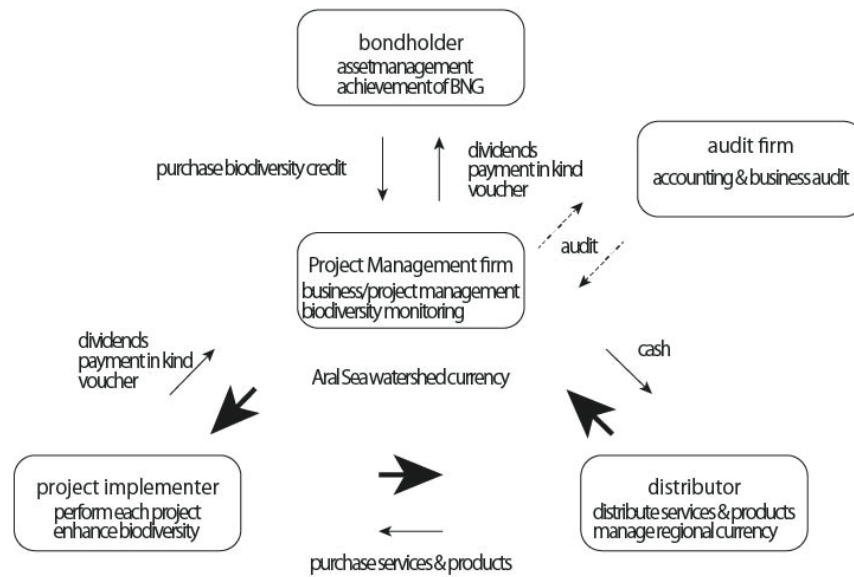 bondholder
assetmanagement
achievement of BNG
purchase biodiversity credit
dividends
payment in kind
voucher
audit firm
accounting & business audit
audit
Project Management firm
business/project management
biodiversity monitoring
dividends
payment in kind
voucher
Aral Sea watershed currency
cash
project implementer
perform each project
enhance biodiversity
distributor
distribute services & products
manage regional currency
purchase services & products